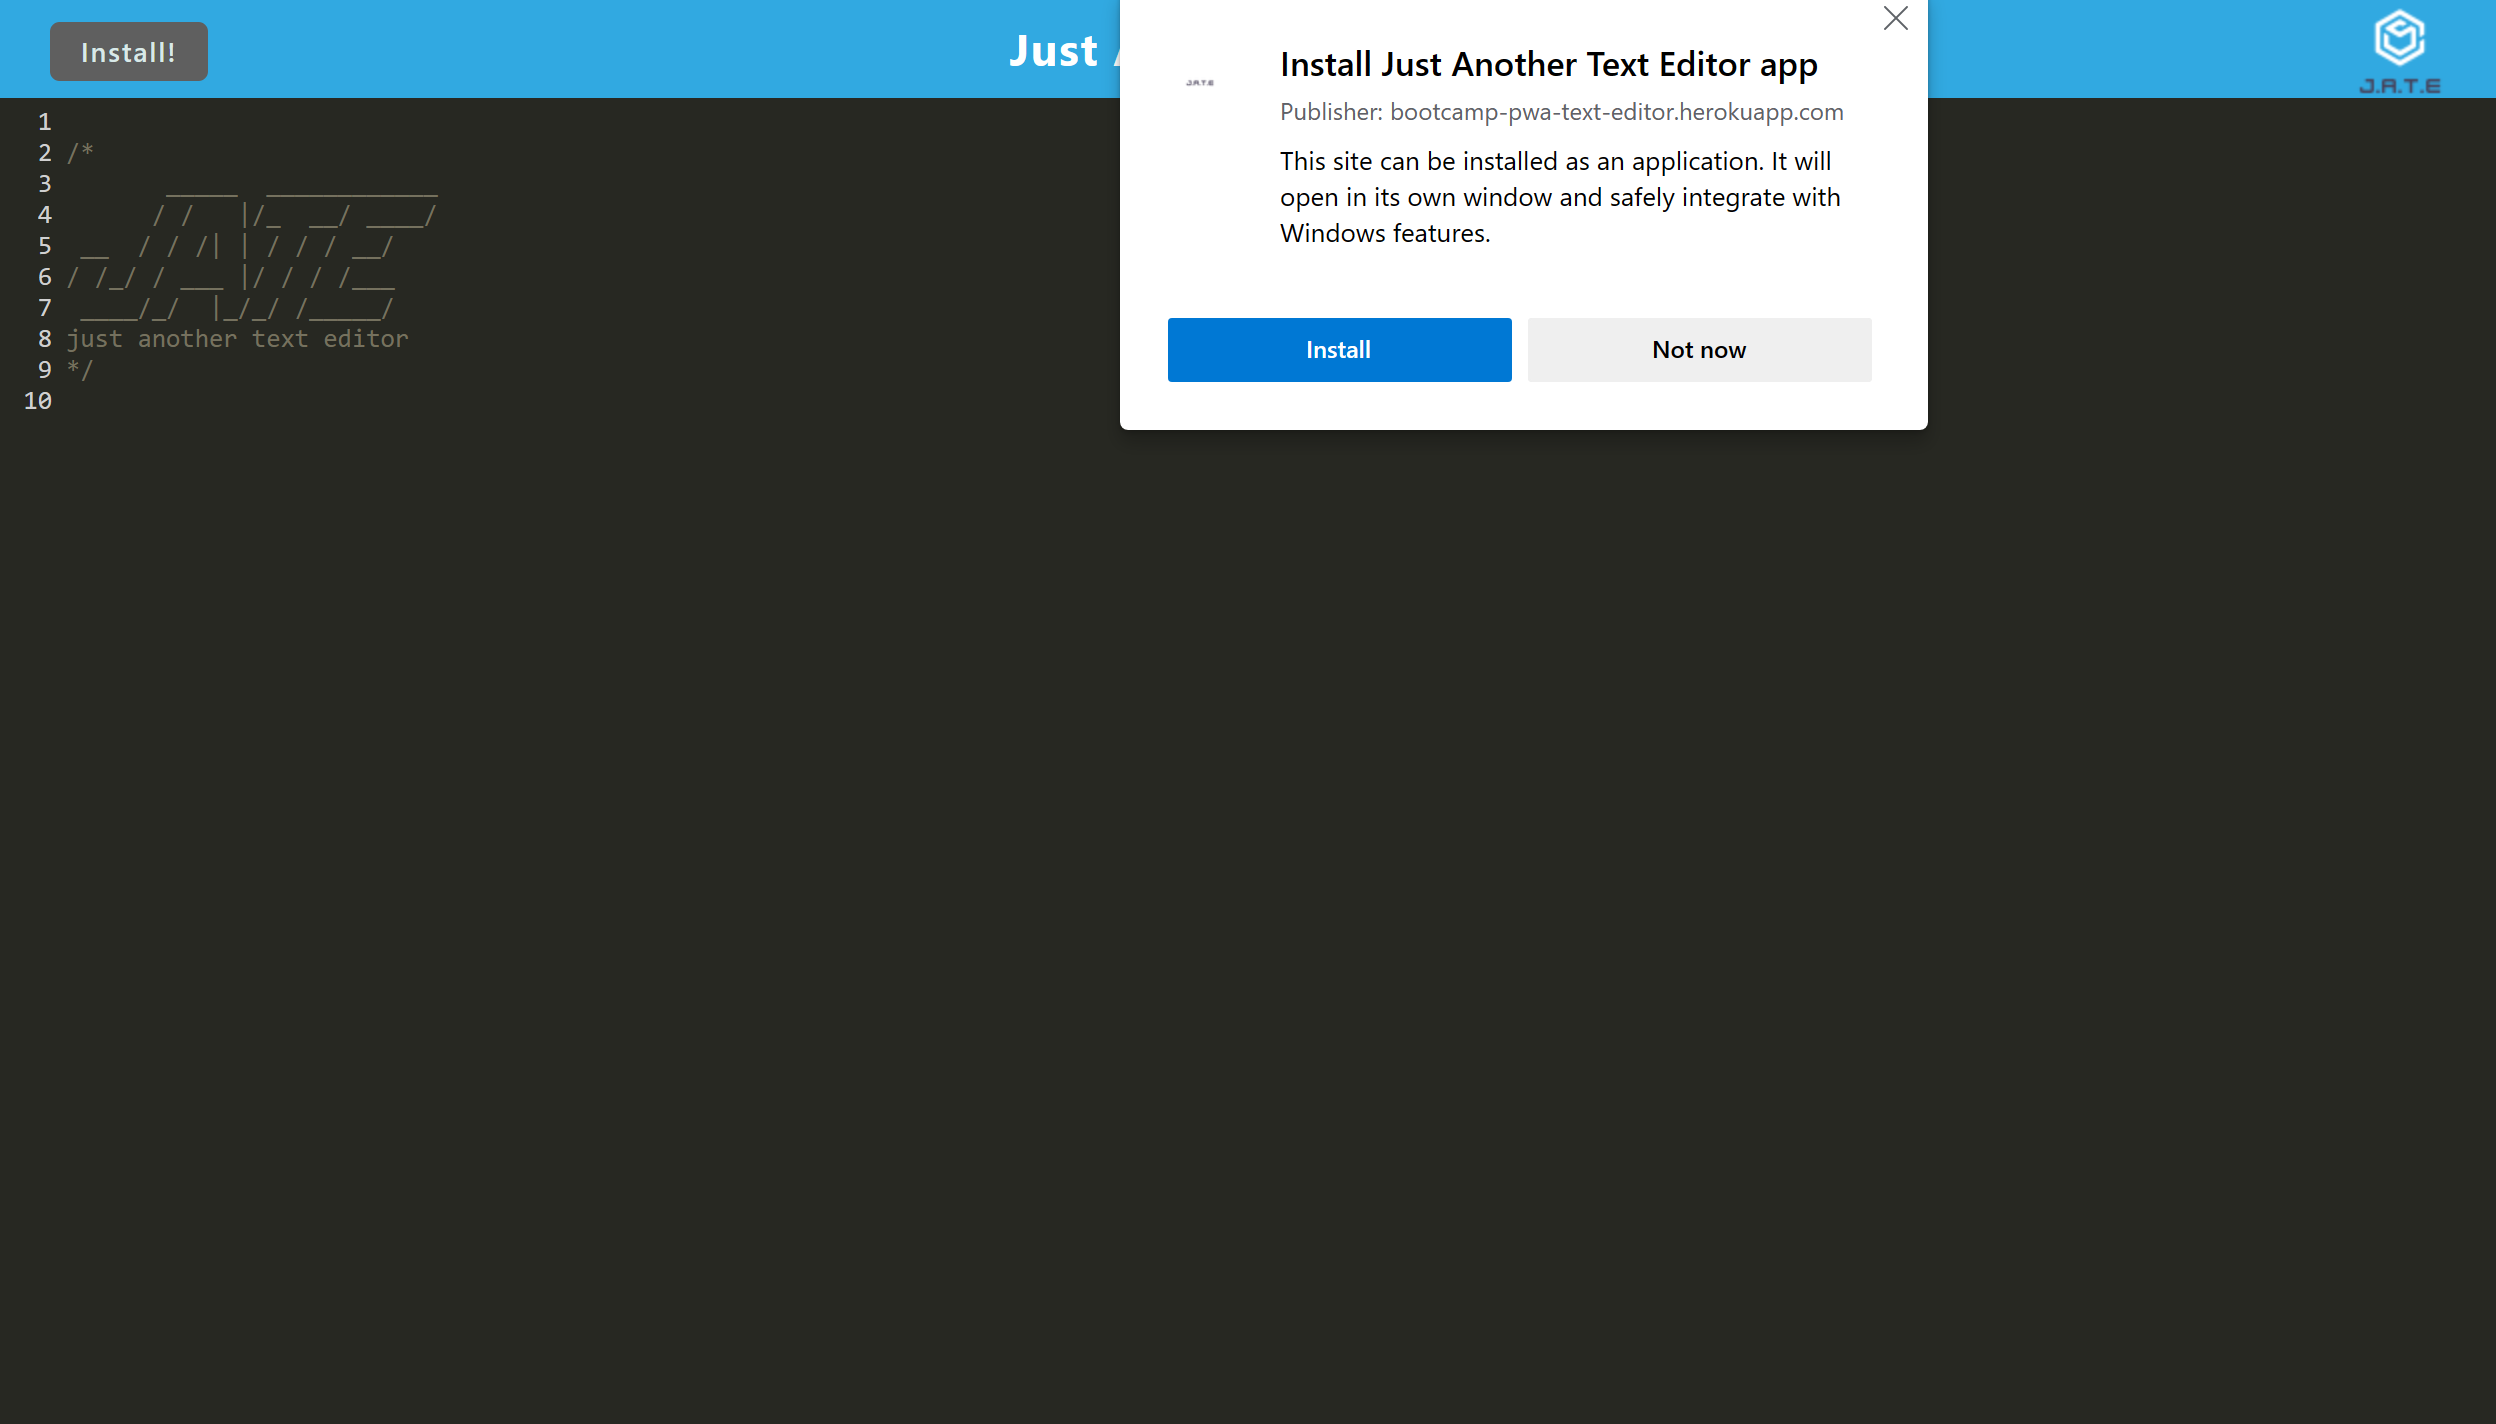 Install!
Just
J.A.T.E
J.A.T.E
Install Just Another Text Editor app
Publisher: bootcamp-pwa-text-editor.herokuapp.com
This site can be installed as an application. It will
open in its own window and safely integrate with
Windows features.
Install
Not now
1
2 /*
3       _____  ____________
4      / /   |/_  __/ ____/
5 __  / / /| | / / / __/
6 / /_/ / ___ |/ / / /___
7 ____/_/  |_/_/ /_____/
8 just another text editor
9 */
10